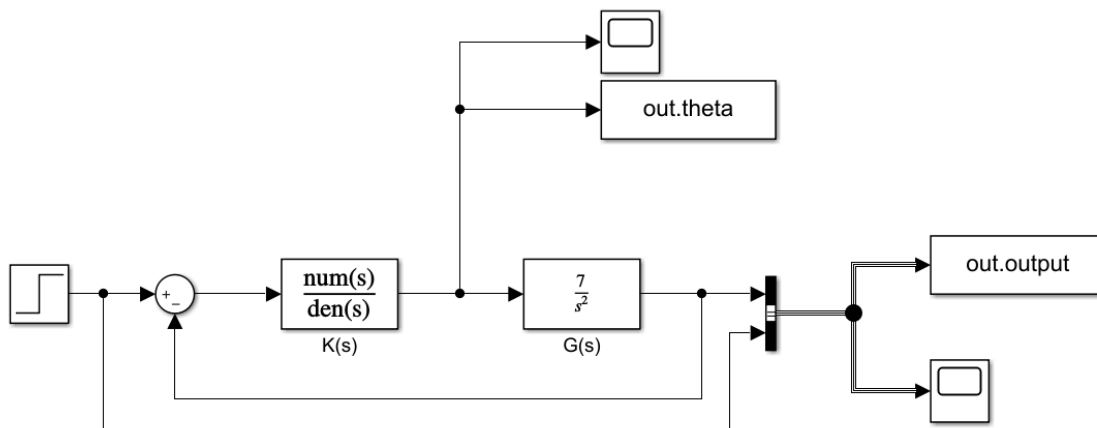 out.theta
out.output
+
−
num(s)
den(s)
K(s)
7
s²
G(s)